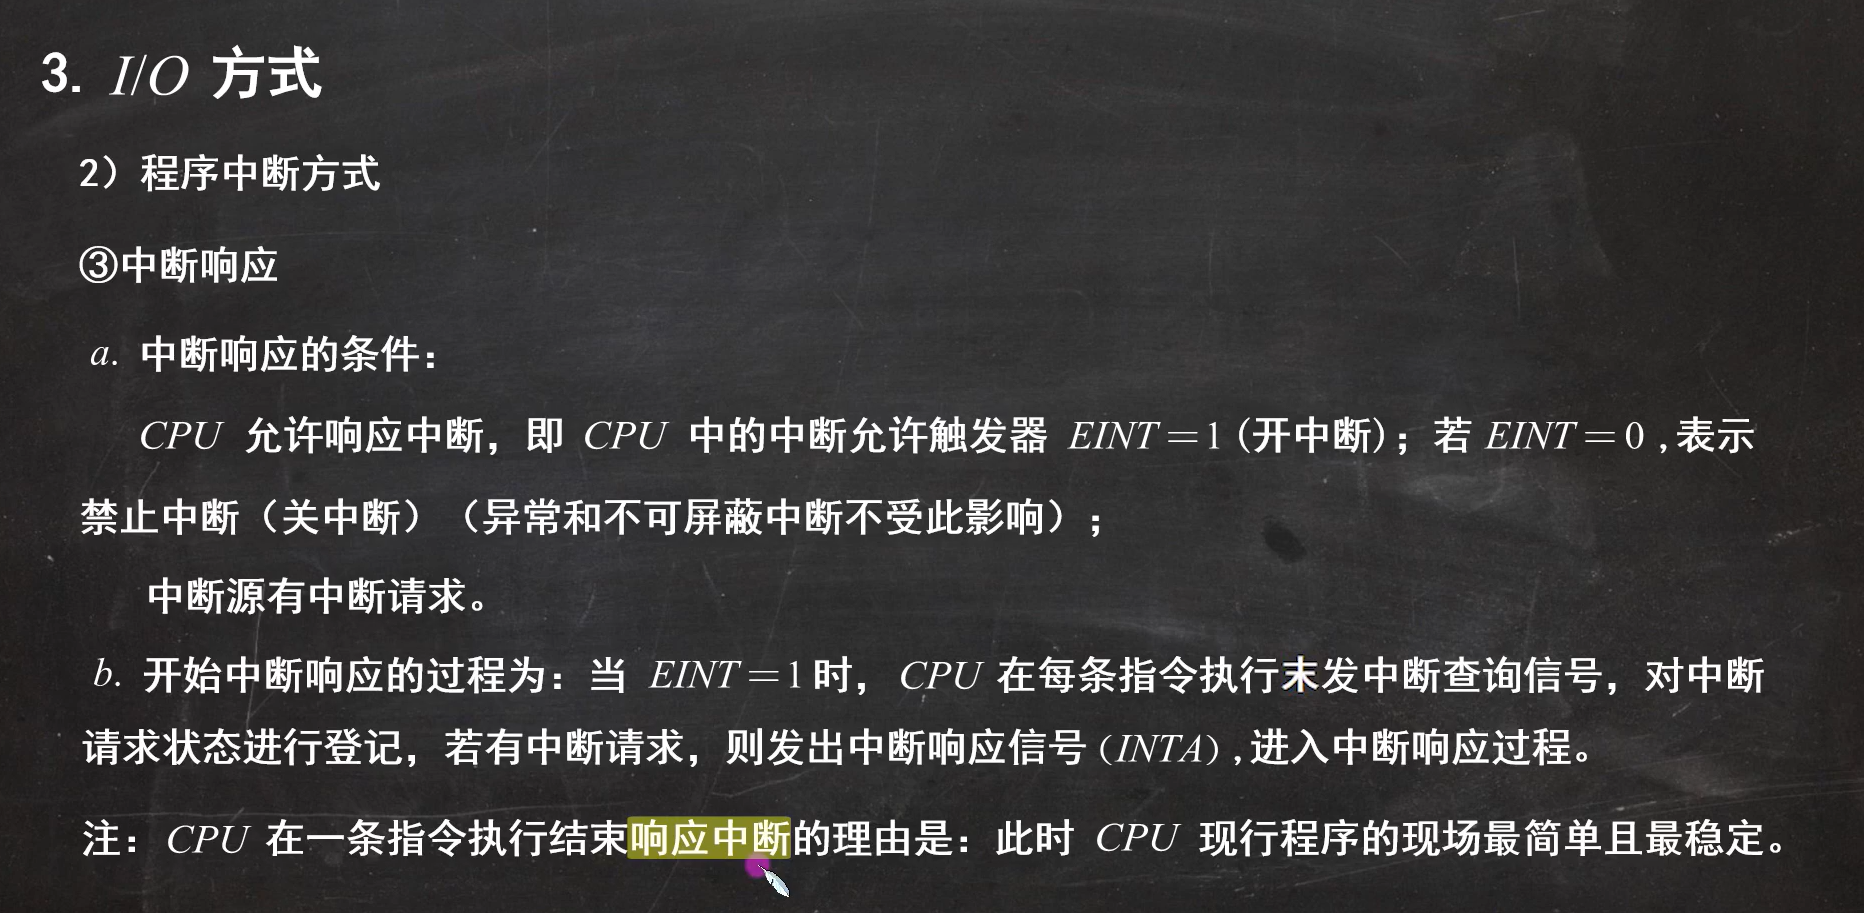 3. I/O 方式
2）程序中断方式
③中断响应
a. 中断响应的条件：
CPU 允许响应中断，即 CPU 中的中断允许触发器 EINT＝1（开中断）；若 EINT＝0，表示
禁止中断（关中断）（异常和不可屏蔽中断不受此影响）；
中断源有中断请求。
b. 开始中断响应的过程为：当 EINT＝1时，CPU 在每条指令执行末发中断查询信号，对中断
请求状态进行登记，若有中断请求，则发出中断响应信号（INTA），进入中断响应过程。
注：CPU 在一条指令执行结束响应中断的理由是：此时 CPU 现行程序的现场最简单且最稳定。